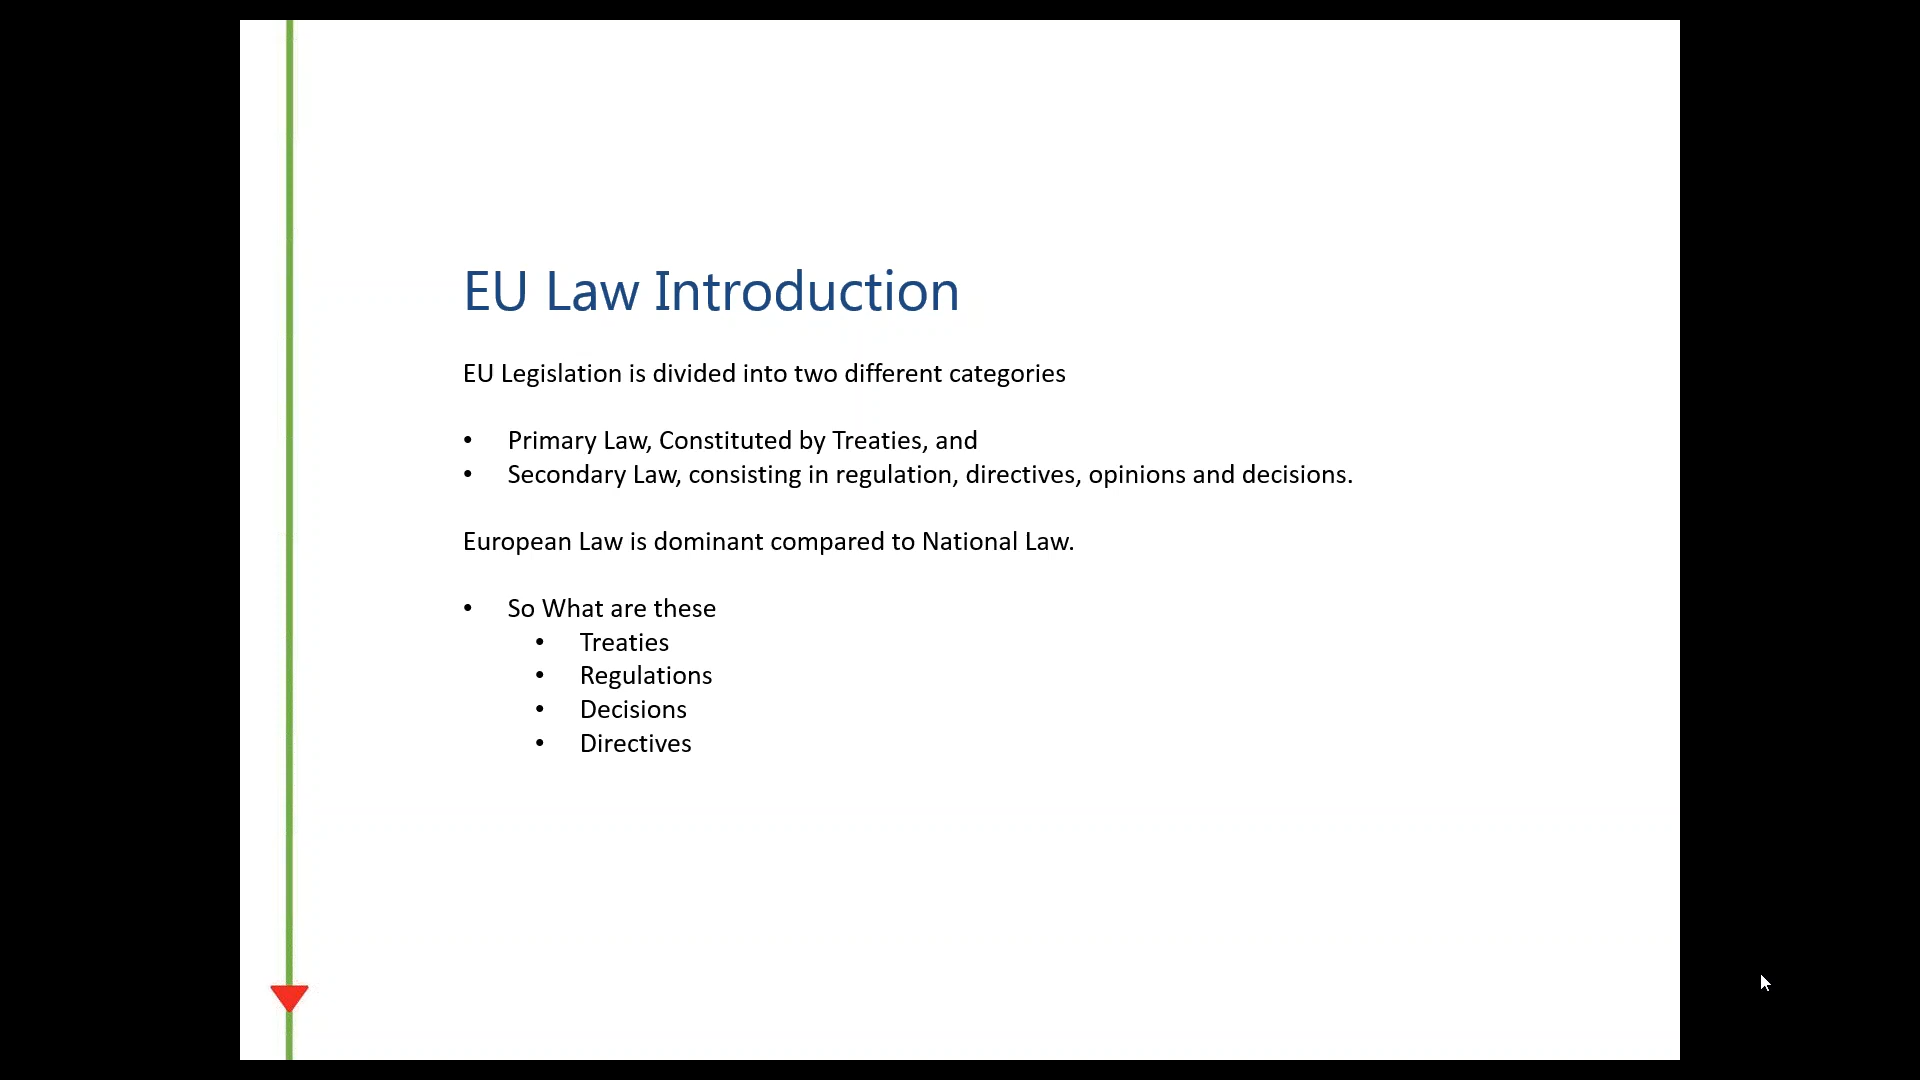 EU Law Introduction
EU Legislation is divided into two different categories
• Primary Law, Constituted by Treaties, and
• Secondary Law, consisting in regulation, directives, opinions and decisions.
European Law is dominant compared to National Law.
• So What are these
• Treaties
• Regulations
• Decisions
• Directives